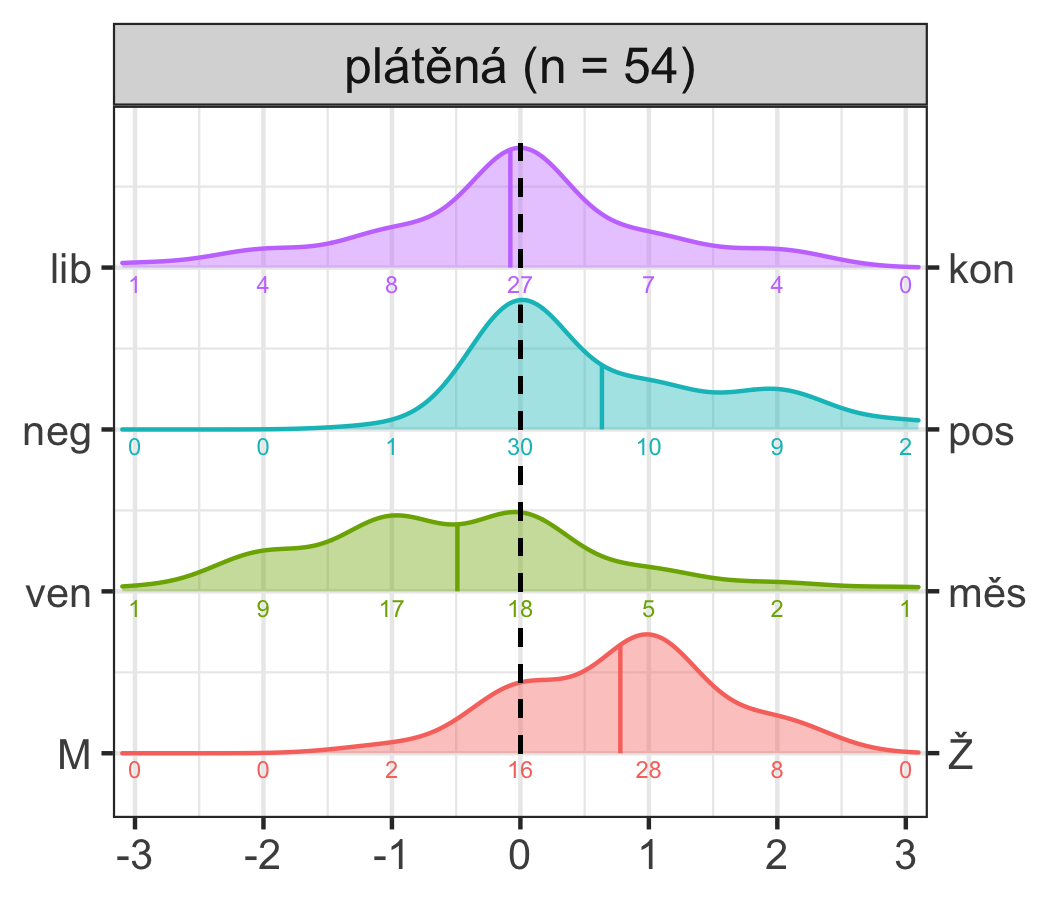 plátěná (n = 54)
lib kon
1 4 8 27 7 4 0
neg pos
0 0 1 30 10 9 2
ven měs
1 9 17 18 5 2 1
M Ž
0 0 2 16 28 8 0
-3 -2 -1 0 1 2 3